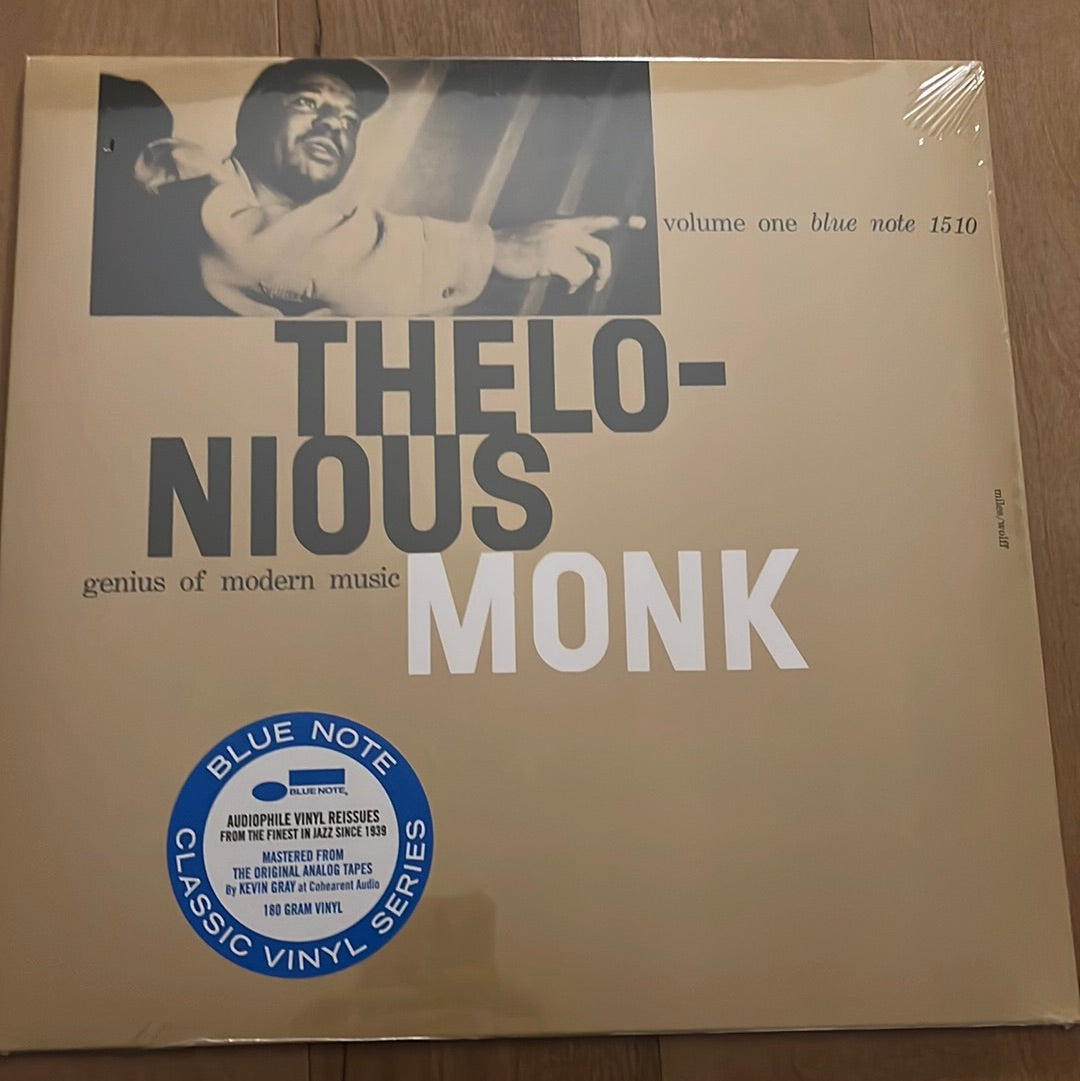 volume one blue note 1510
THELO-
NIOUS
genius of modern music
MONK
miles/wolff
BLUE NOTE
BLUE NOTE
AUDIOPHILE VINYL REISSUES
FROM THE FINEST IN JAZZ SINCE 1939
MASTERED FROM
THE ORIGINAL ANALOG TAPES
By KEVIN GRAY at Cohearent Audio
180 GRAM VINYL
CLASSIC VINYL SERIES